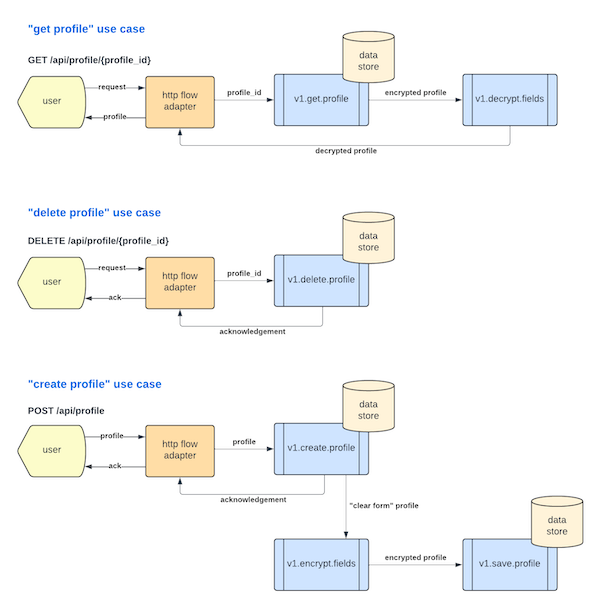 "get profile" use case
GET /api/profile/{profile_id}
data
store
user
request
profile
http flow
adapter
profile_id
v1.get.profile
encrypted profile
v1.decrypt.fields
decrypted profile
"delete profile" use case
DELETE /api/profile/{profile_id}
data
store
user
request
ack
http flow
adapter
profile_id
v1.delete.profile
acknowledgement
"create profile" use case
POST /api/profile
data
store
user
profile
ack
http flow
adapter
profile
v1.create.profile
acknowledgement
"clear form" profile
data
store
v1.encrypt.fields
encrypted profile
v1.save.profile